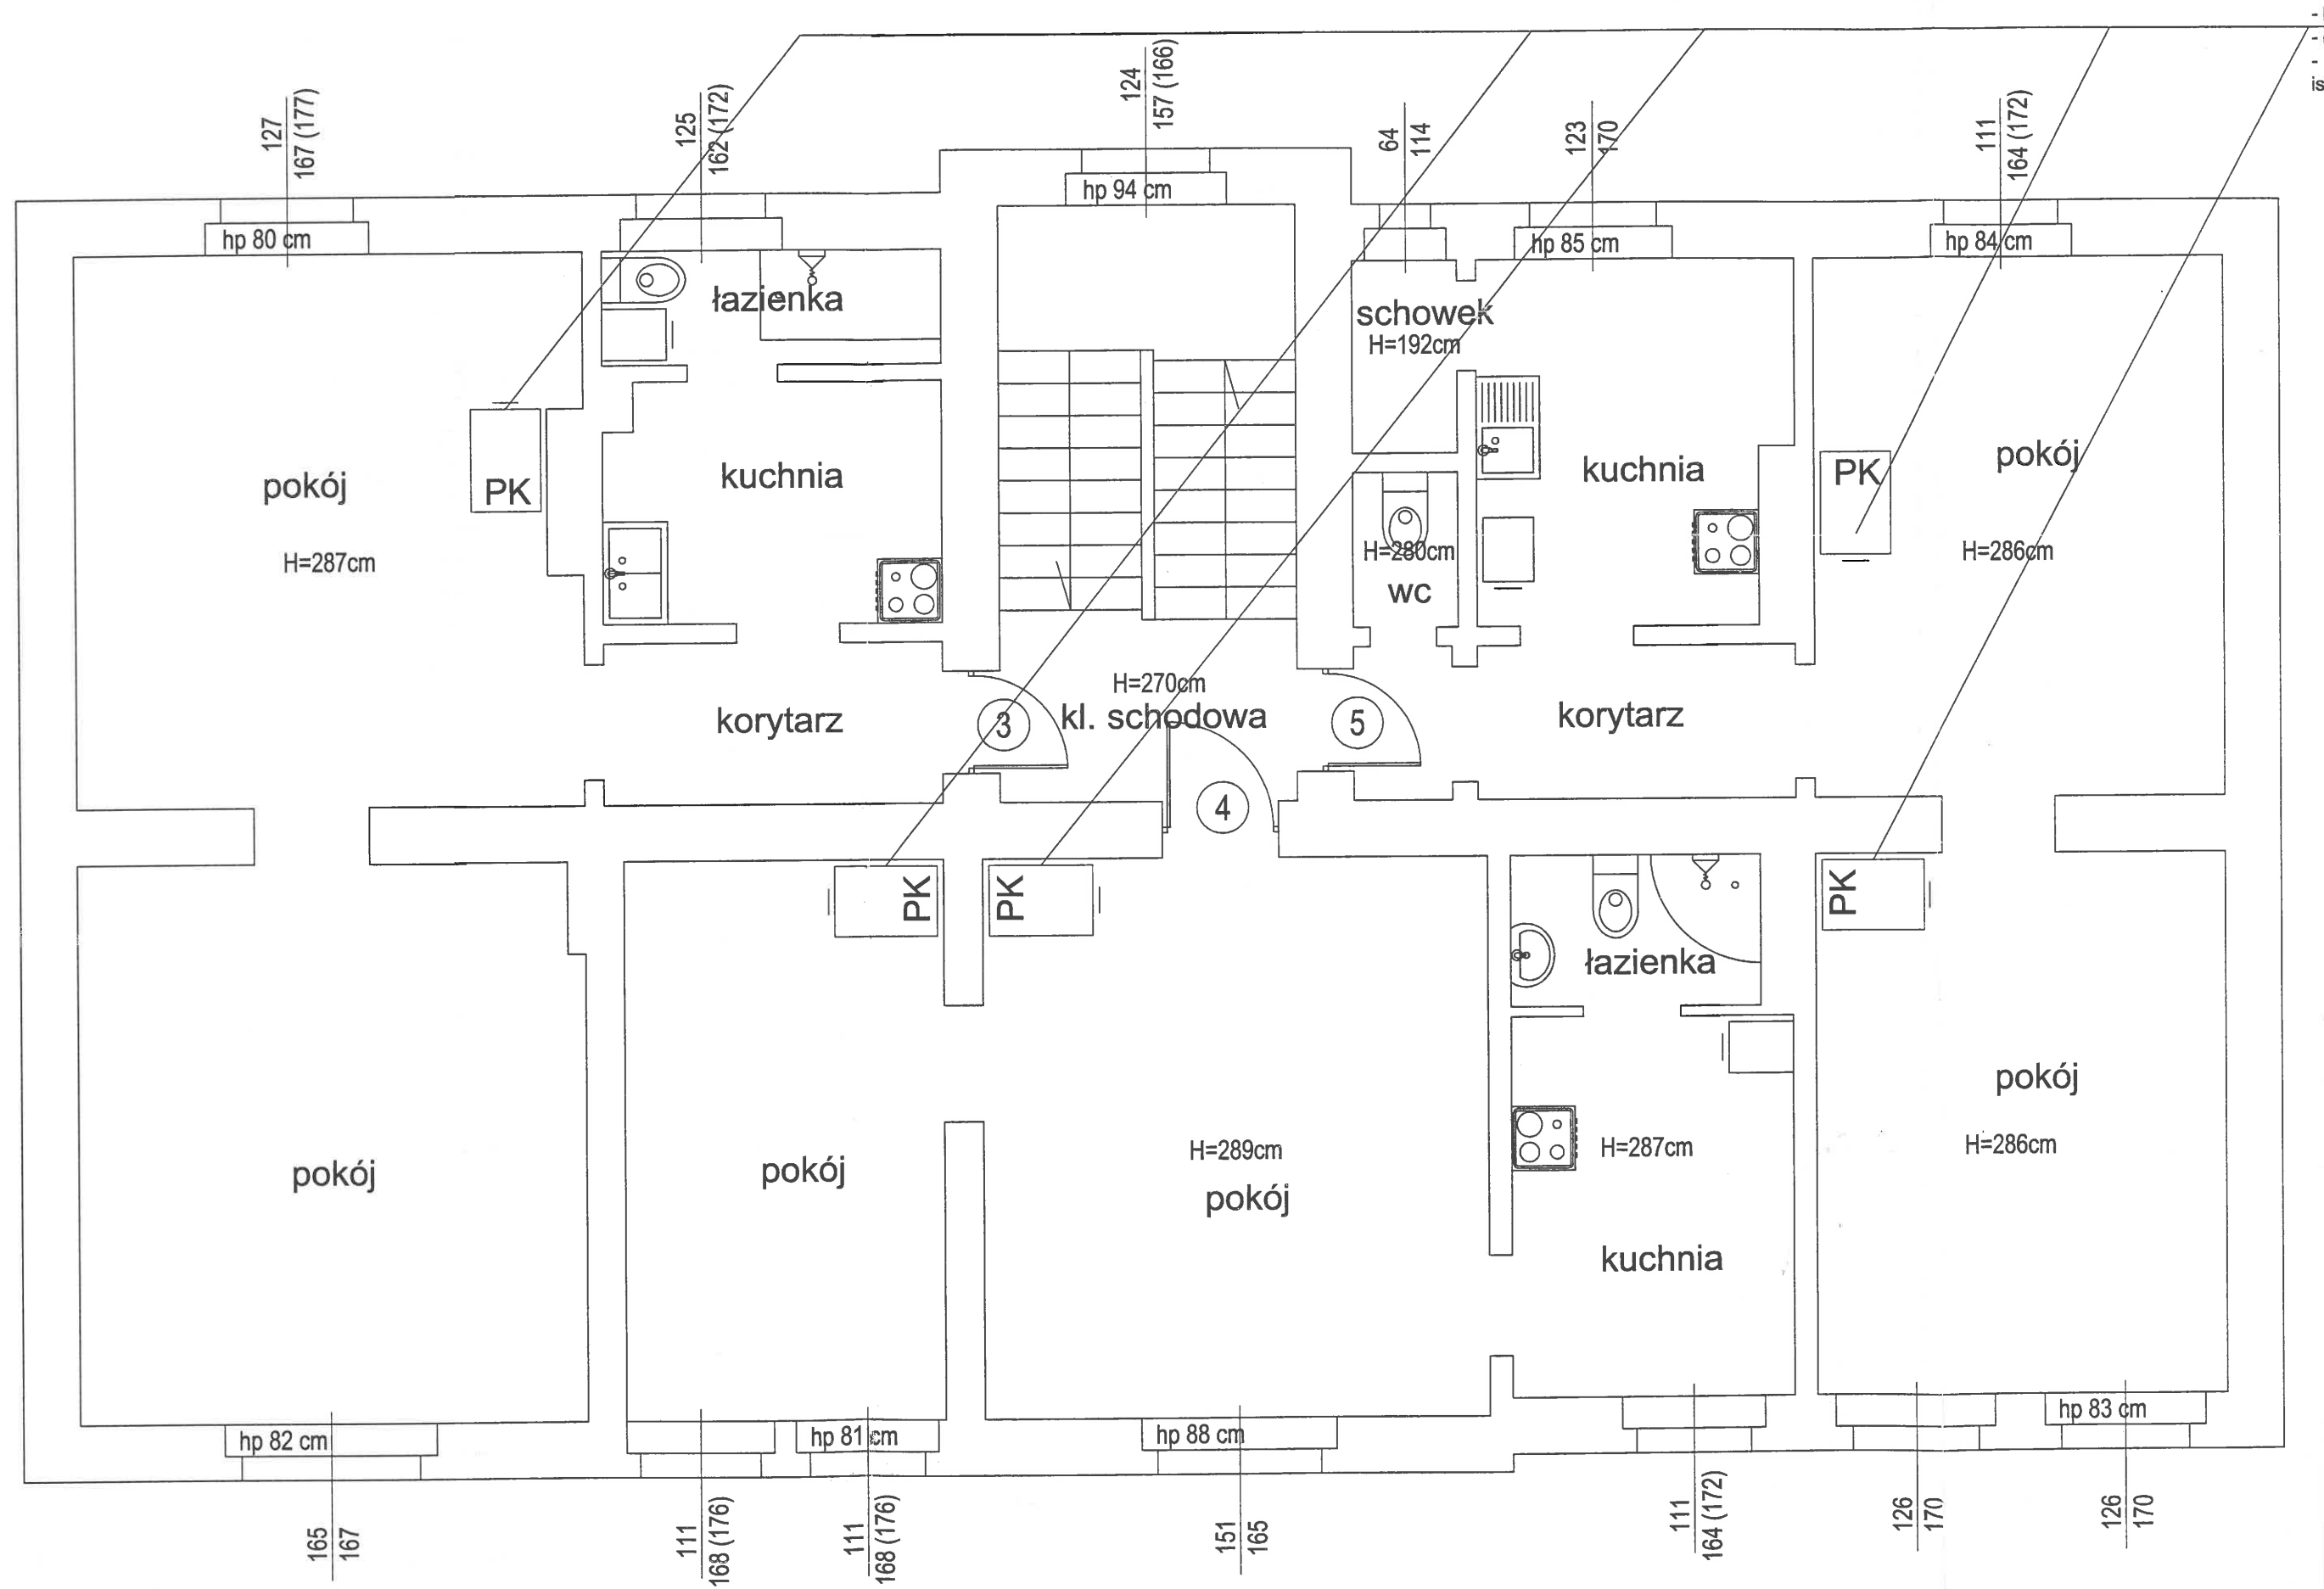 is
127
167 (177)
125
162 (172)
124
157 (166)
64
114
123
170
111
164 (172)
hp 80 cm
hp 94 cm
hp 85 cm
hp 84 cm
łazienka
schowek
H=192cm
pokój
H=287cm
PK
kuchnia
kuchnia
H=280cm
wc
PK
pokój
H=286cm
korytarz
3
H=270cm
kl. schodowa
5
korytarz
4
PK
PK
PK
łazienka
pokój
pokój
H=289cm
pokój
H=287cm
kuchnia
pokój
H=286cm
hp 82 cm
hp 81 cm
hp 88 cm
hp 83 cm
165
167
111
168 (176)
111
168 (176)
151
165
111
164 (172)
126
170
126
170